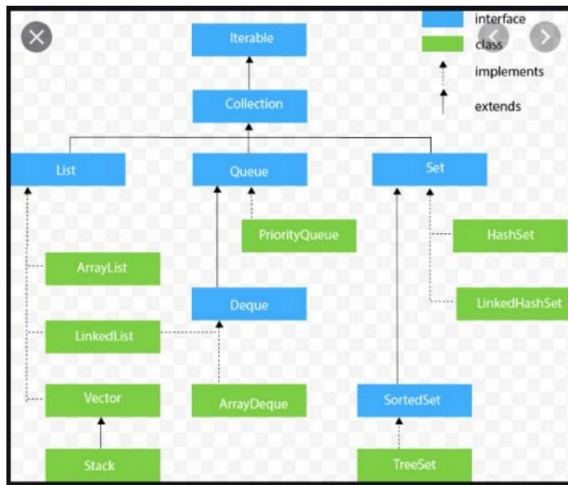 interface
Iterable
class
implements
Collection
extends
List
Queue
Set
PriorityQueue
HashSet
ArrayList
Deque
LinkedHashSet
LinkedList
Vector
ArrayDeque
SortedSet
Stack
TreeSet